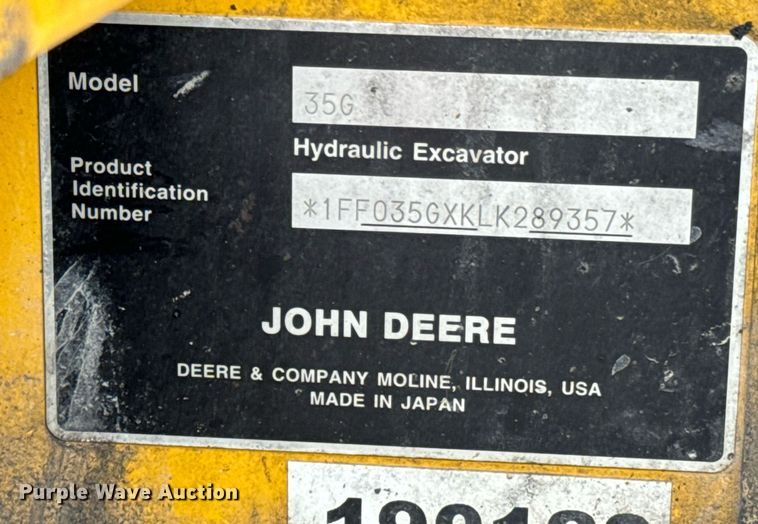 Model
35G
Hydraulic Excavator
Product
Identification
Number
*1FF035GXKLK289357*
JOHN DEERE
DEERE & COMPANY MOLINE, ILLINOIS, USA
MADE IN JAPAN
Purple Wave Auction